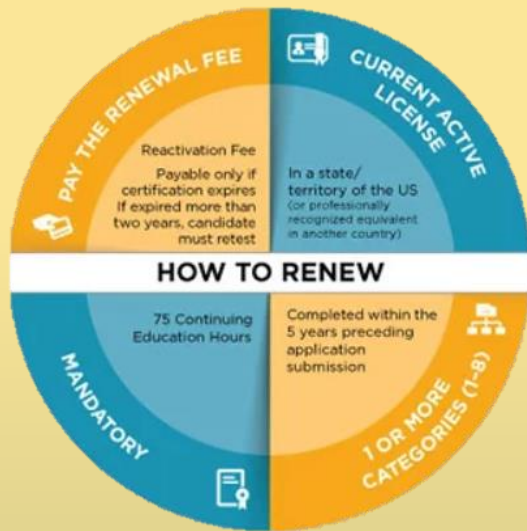 PAY THE RENEWAL FEE
Reactivation Fee
Payable only if
certification expires
If expired more than
two years, candidate
must retest
CURRENT ACTIVE
LICENSE
In a state/
territory of the US
(or professionally
recognized equivalent
in another country)
HOW TO RENEW
MANDATORY
75 Continuing
Education Hours
Completed within the
5 years preceding
application
submission
1 OR MORE
CATEGORIES (1-8)